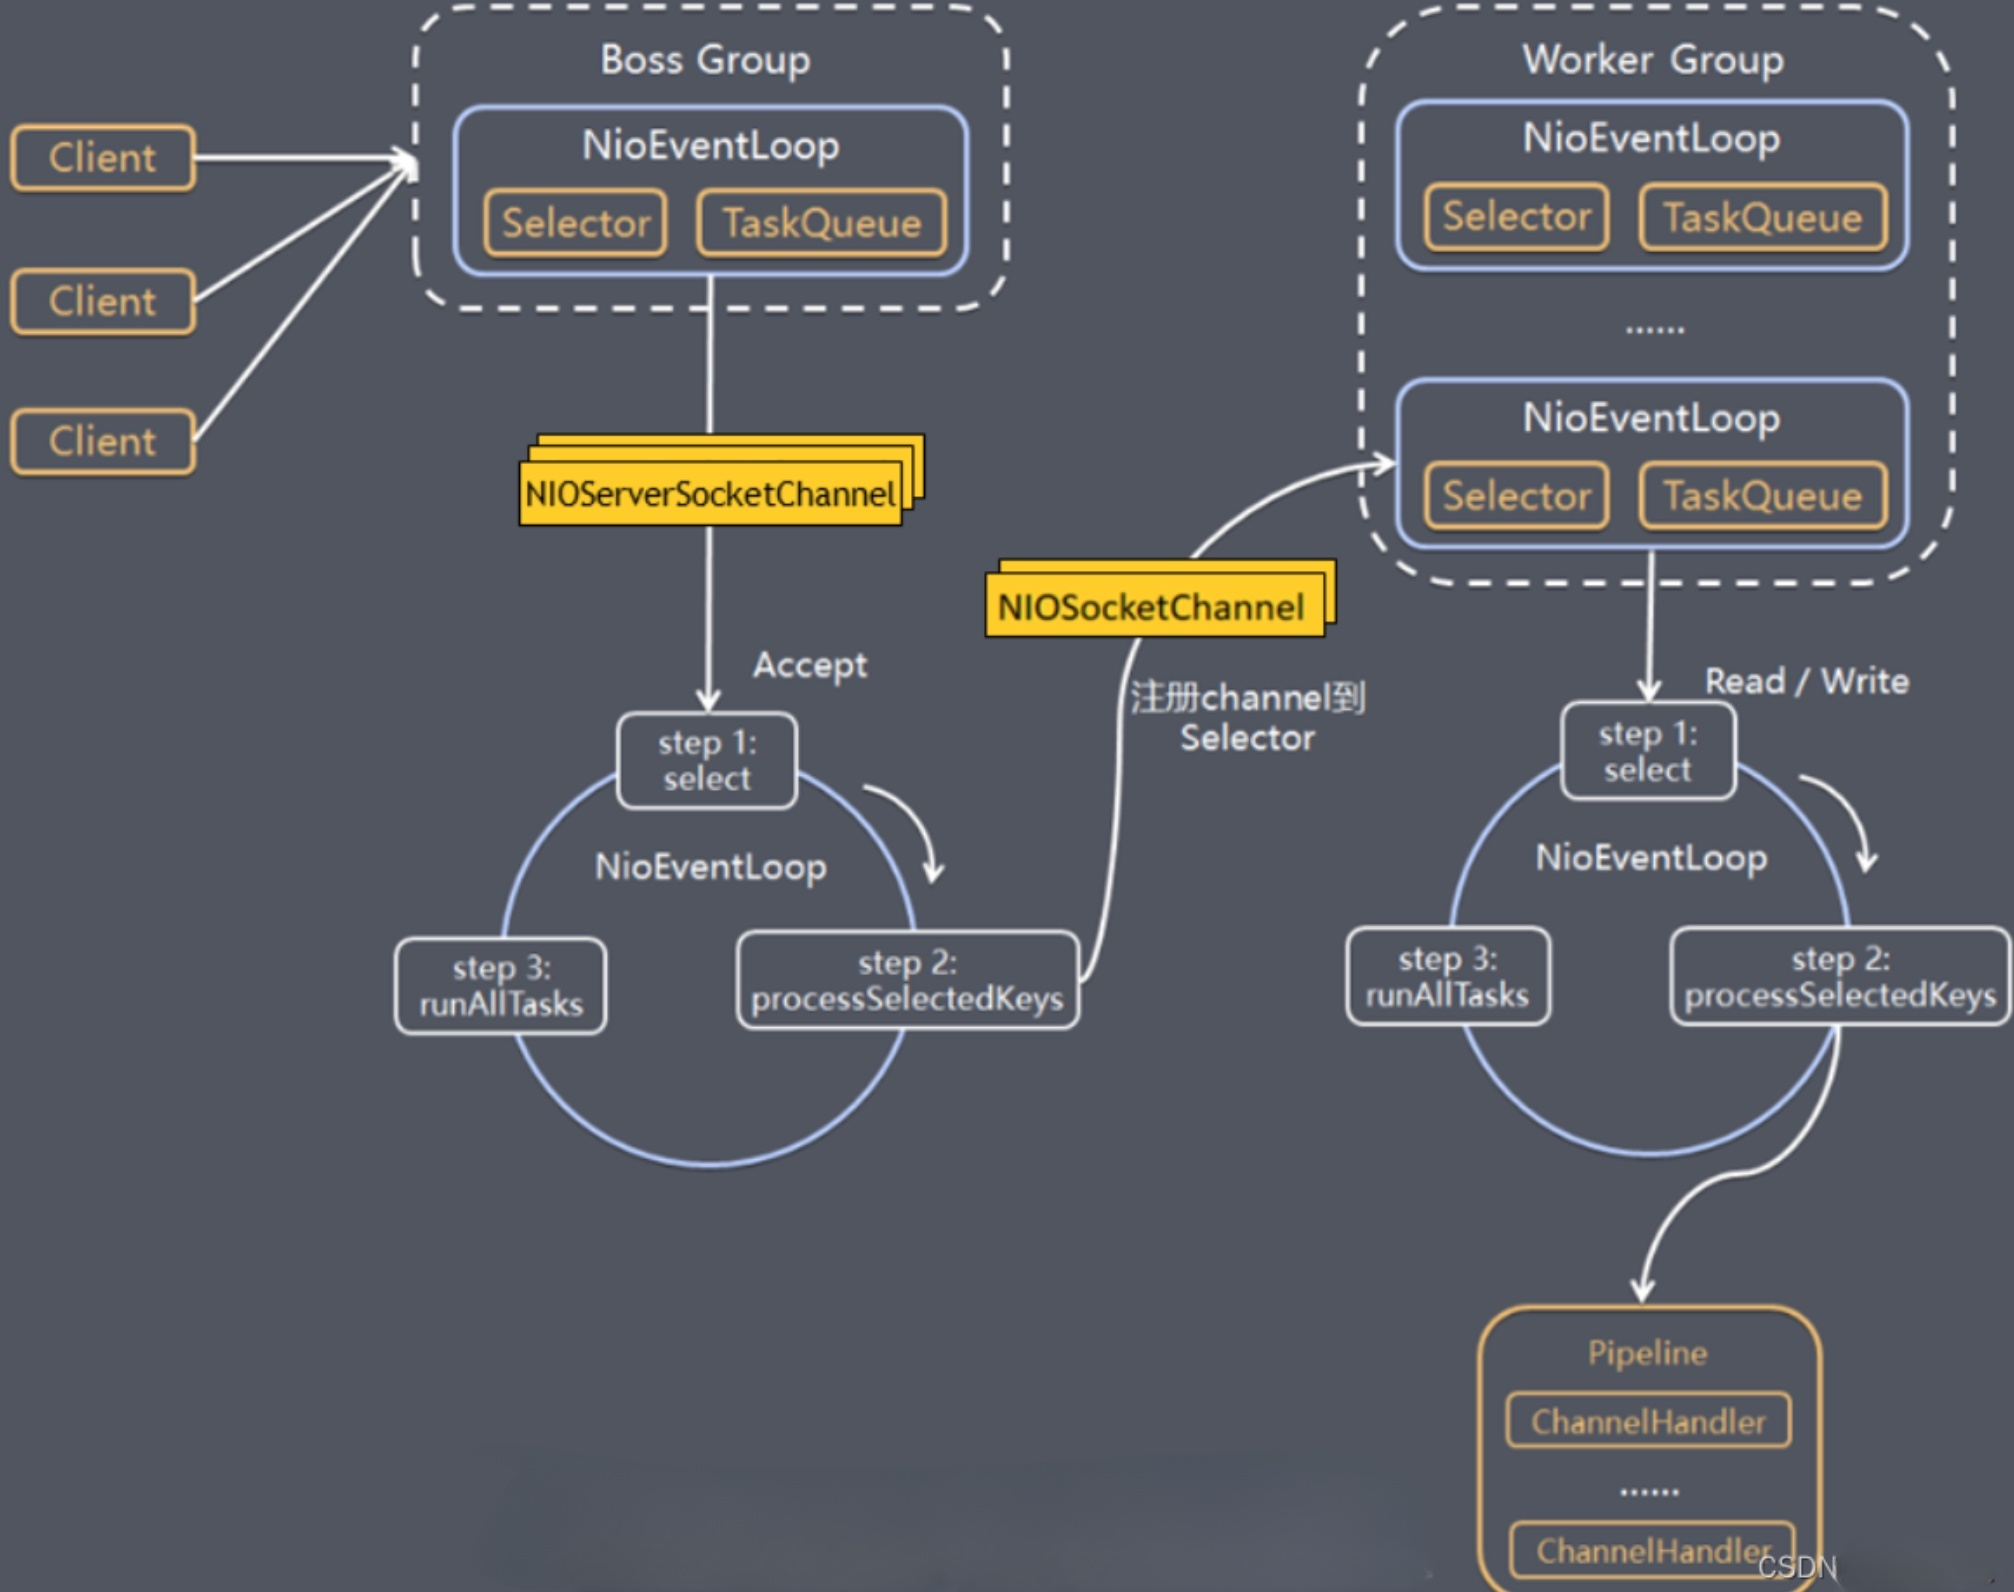 Boss Group
NioEventLoop
Selector
TaskQueue
Client
Client
Client
NIOServerSocketChannel
Accept
step 1:
select
NioEventLoop
step 2:
processSelectedKeys
step 3:
runAllTasks
NIOSocketChannel
注册channel到
Selector
Worker Group
NioEventLoop
Selector
TaskQueue
......
NioEventLoop
Selector
TaskQueue
Read / Write
step 1:
select
NioEventLoop
step 2:
processSelectedKeys
step 3:
runAllTasks
Pipeline
ChannelHandler
......
ChannelHandler
CSDN